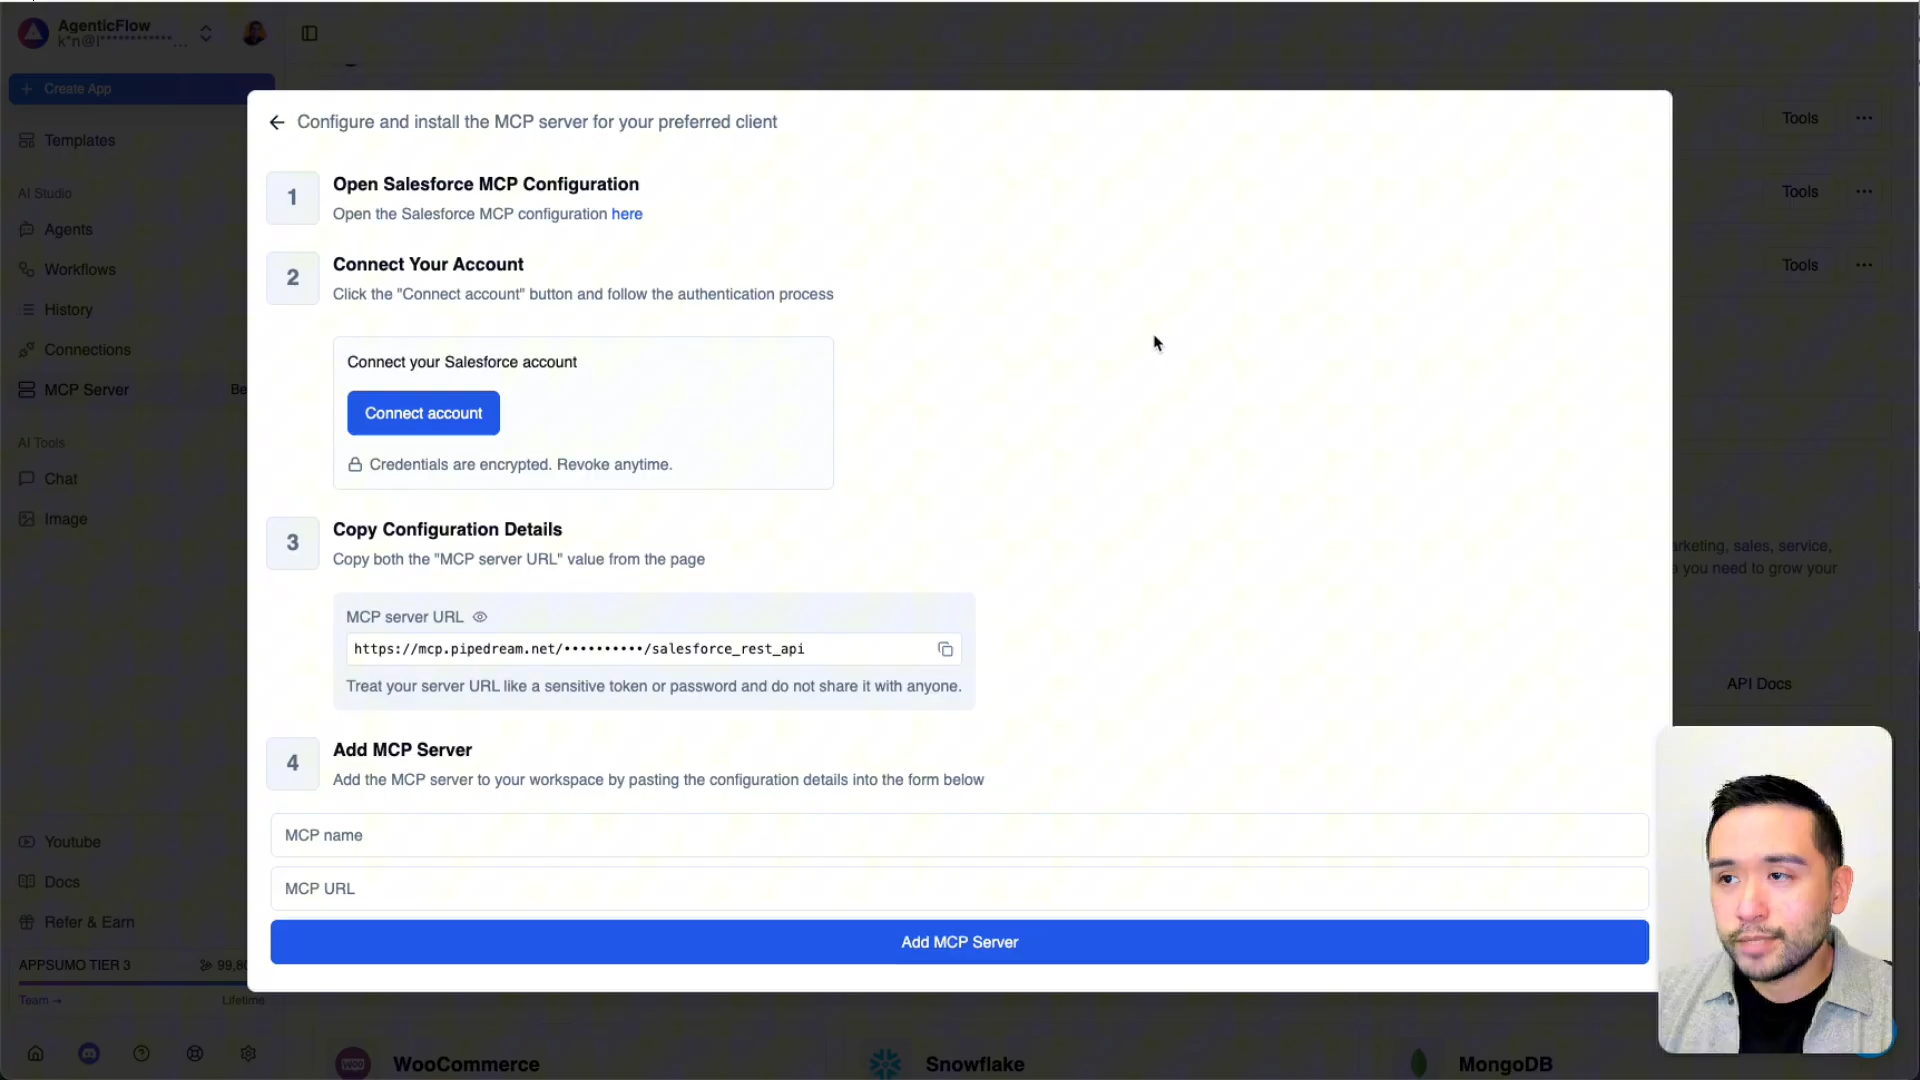 AgenticFlow
k*n@l************...
Create App
Templates
AI Studio
Agents
Workflows
History
Connections
MCP Server Be
AI Tools
Chat
Image
Youtube
Docs
Refer & Earn
APPSUMO TIER 3
Team → Lifetime
← Configure and install the MCP server for your preferred client
1
Open Salesforce MCP Configuration
Open the Salesforce MCP configuration here
2
Connect Your Account
Click the "Connect account" button and follow the authentication process
Connect your Salesforce account
Connect account
Credentials are encrypted. Revoke anytime.
3
Copy Configuration Details
Copy both the "MCP server URL" value from the page
MCP server URL
https://mcp.pipedream.net/••••••••••/salesforce_rest_api
Treat your server URL like a sensitive token or password and do not share it with anyone.
4
Add MCP Server
Add the MCP server to your workspace by pasting the configuration details into the form below
MCP name
MCP URL
Add MCP Server
Tools
Tools
Tools
arketing, sales, service,
you need to grow your
API Docs
WooCommerce
Snowflake
MongoDB